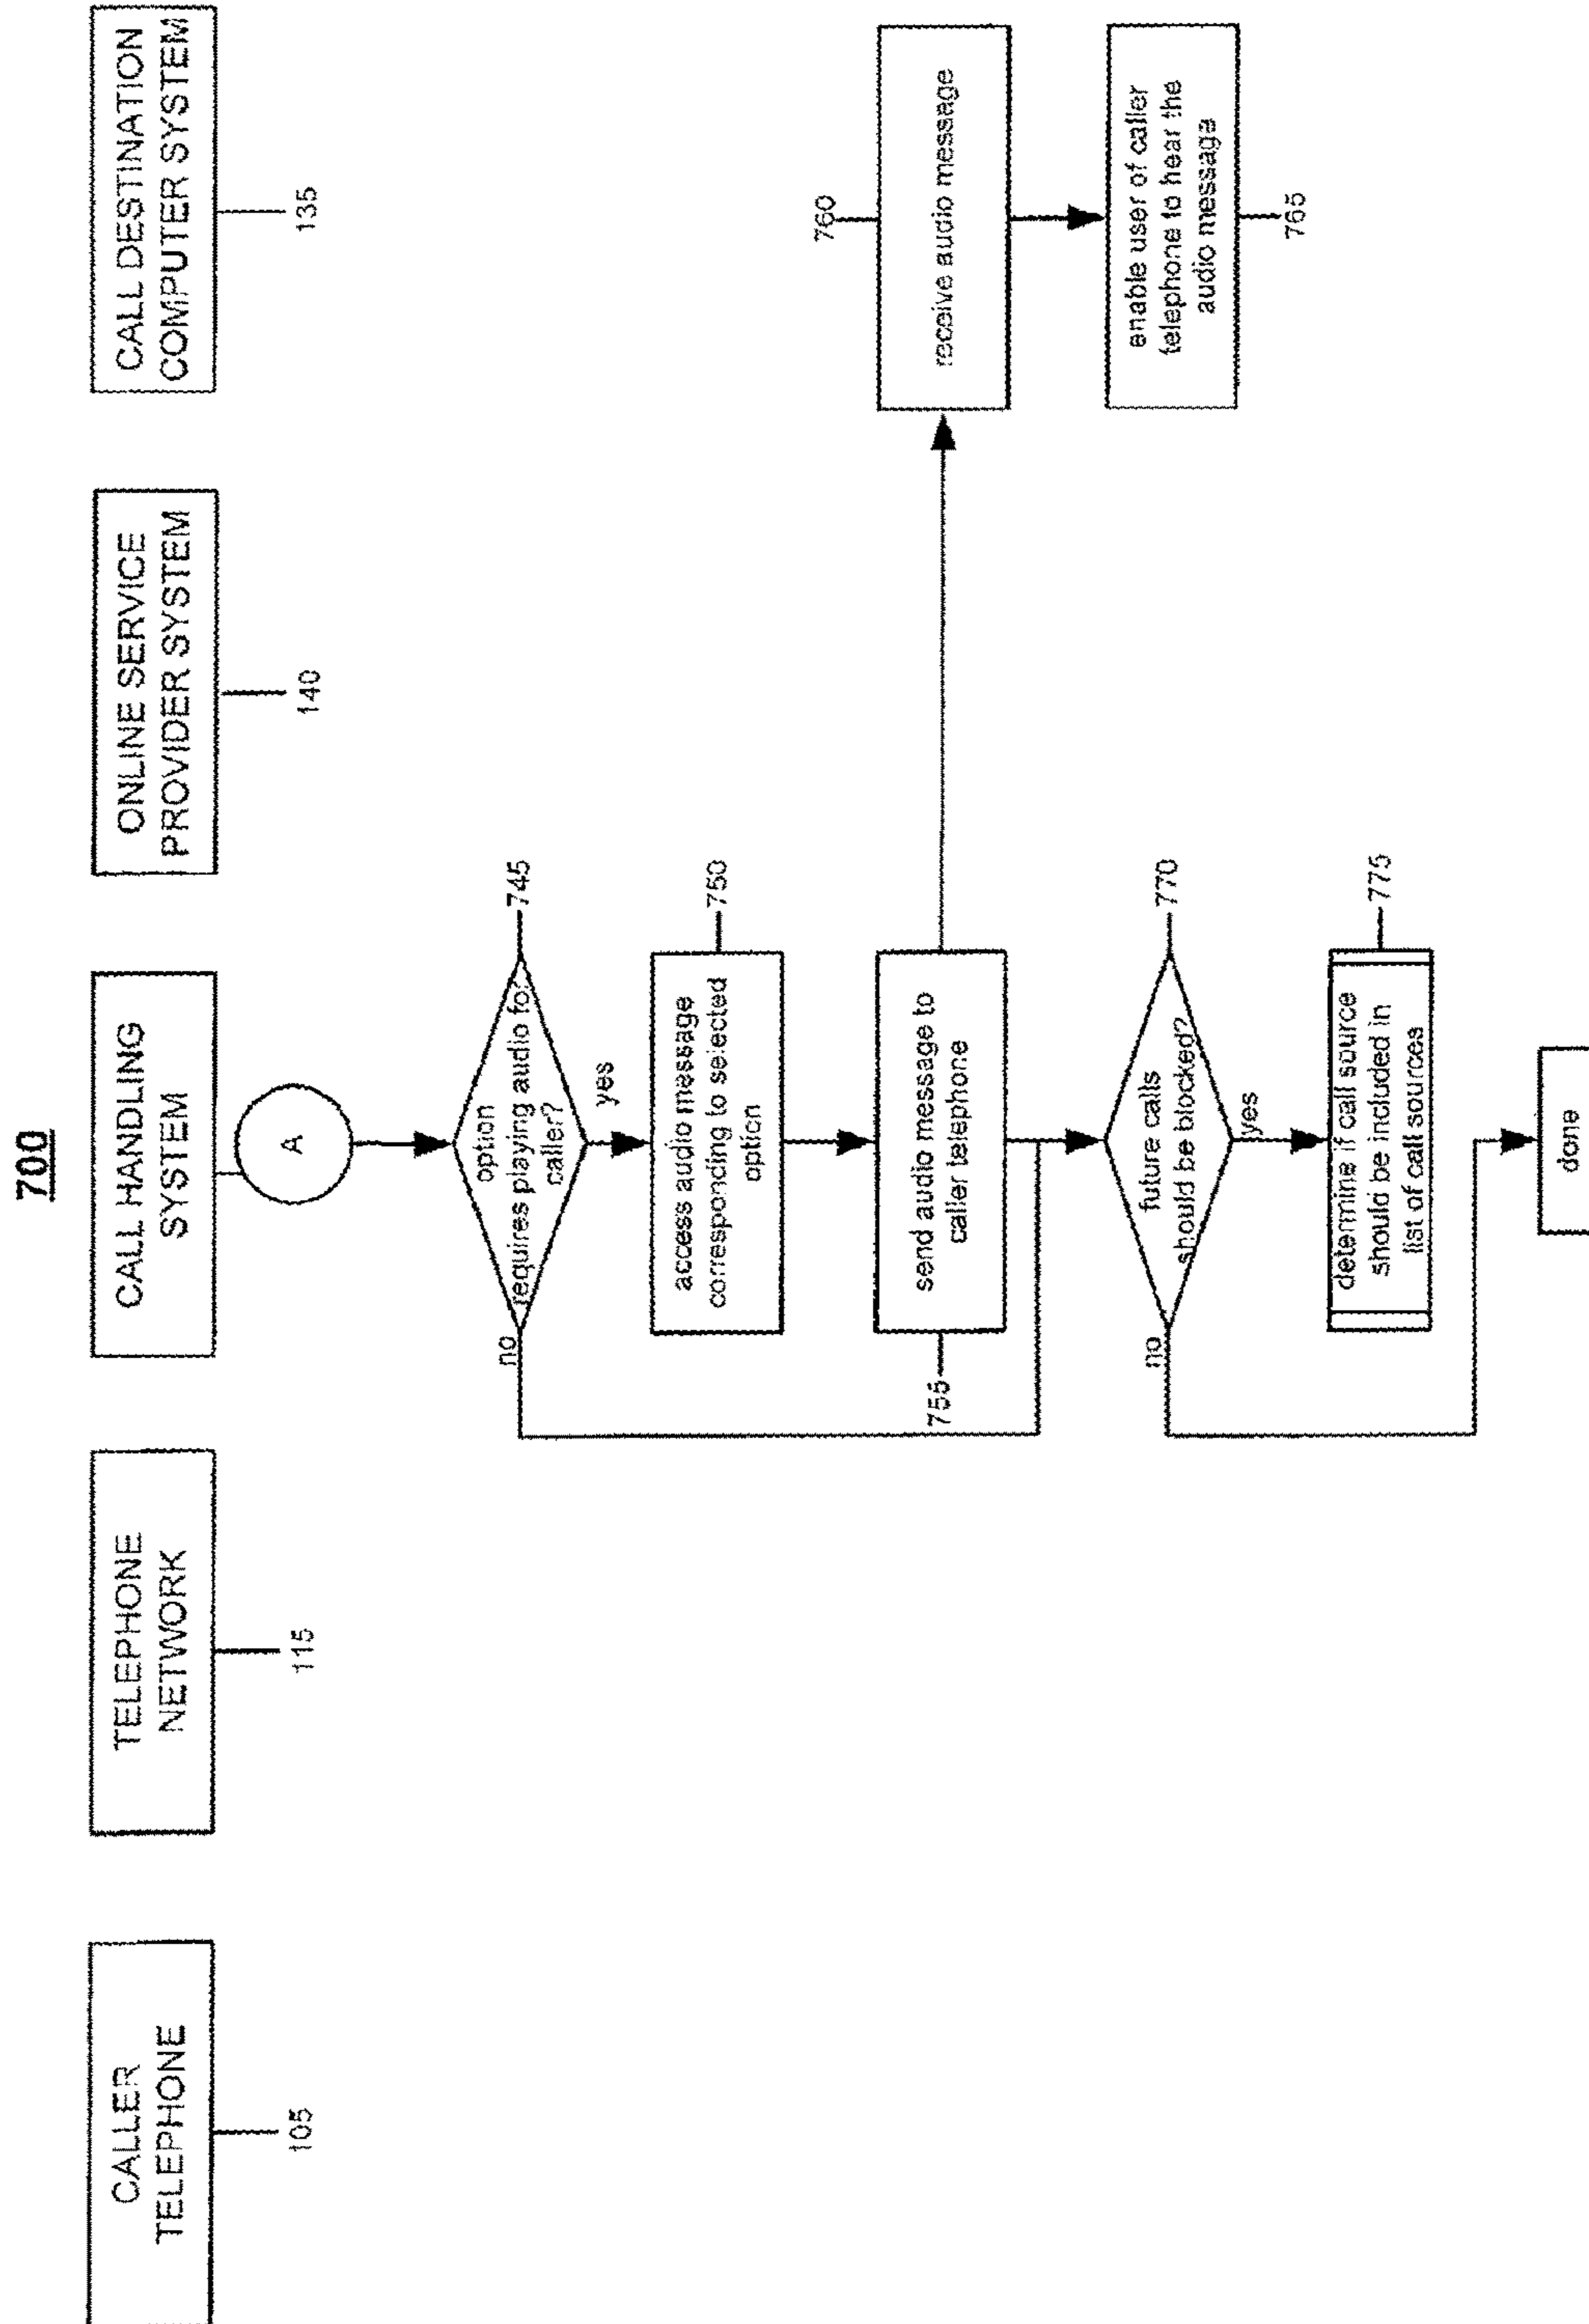 700
CALLER
TELEPHONE
105
TELEPHONE
NETWORK
115
CALL HANDLING
SYSTEM
ONLINE SERVICE
PROVIDER SYSTEM
140
CALL DESTINATION
COMPUTER SYSTEM
135
A
option
requires playing audio for
caller?
745
no
yes
access audio message
corresponding to selected
option
750
send audio message to
caller telephone
755
760
receive audio message
enable user of caller
telephone to hear the
audio message
765
future calls
should be blocked?
770
no
yes
determine if call source
should be included in
list of call sources
775
done